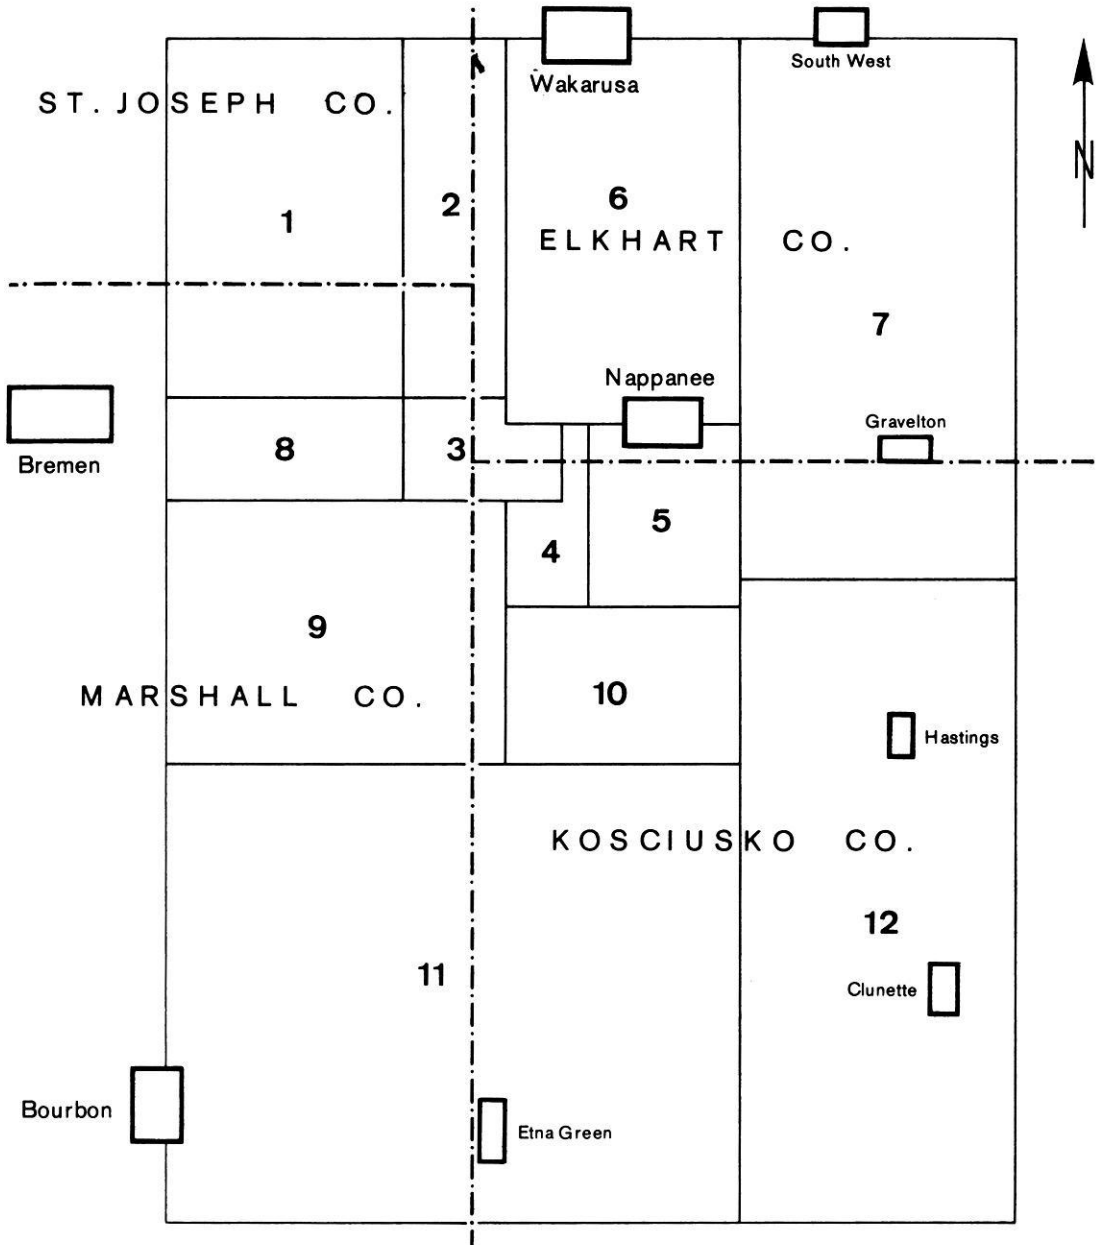 South West
Wakarusa
ST. JOSEPH CO.
N
6
2
1
ELKHART CO.
7
Nappanee
Gravelton
8
3
Bremen
5
4
9
10
MARSHALL CO.
Hastings
KOSCIUSKO CO.
12
11
Clunette
Bourbon
Etna Green